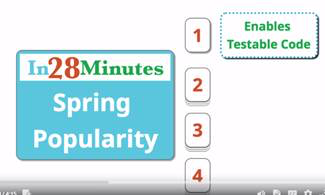 In28Minutes
Spring
Popularity
1
Enables
Testable Code
2
3
4